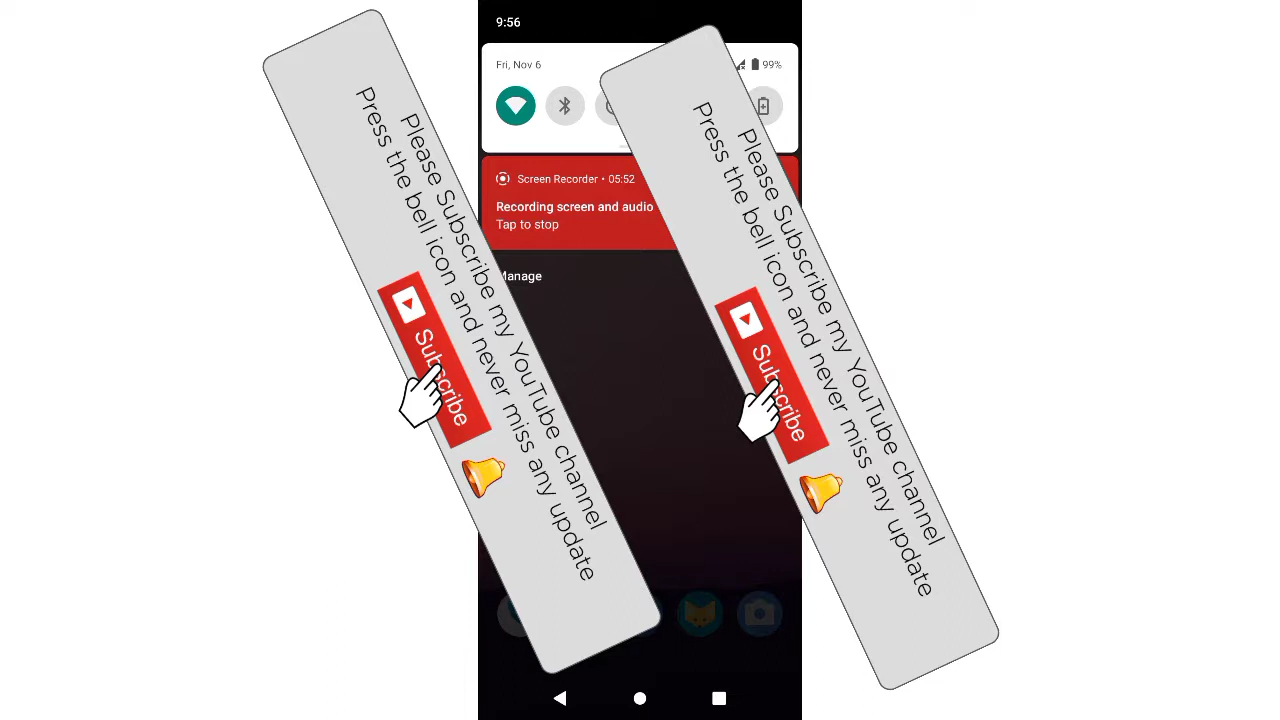 9:56
Fri, Nov 6
99%
Screen Recorder • 05:52
Recording screen and audio
Tap to stop
Manage
Please Subscribe my YouTube channel
Press the bell icon and never miss any update
Subscribe
Please Subscribe my YouTube channel
Press the bell icon and never miss any update
Subscribe